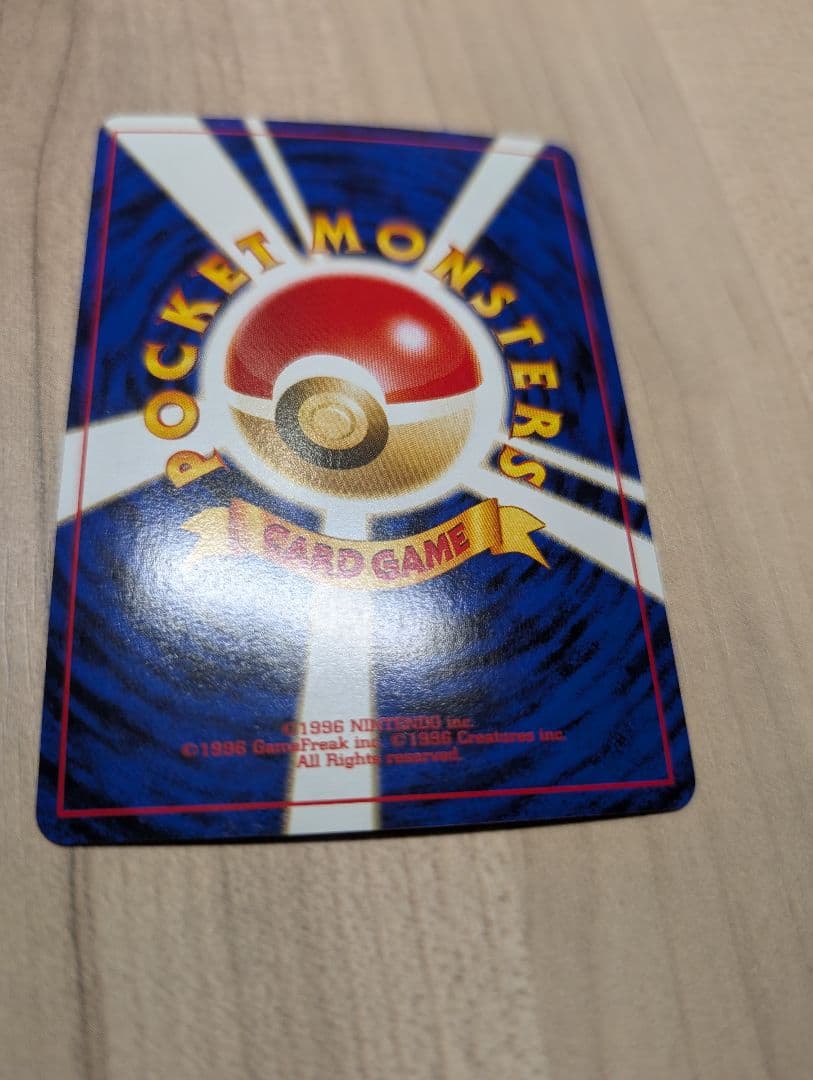 POCKET MONSTERS
CARD GAME
©1996 NINTENDO inc.
©1996 GameFreak inc. ©1996 Creatures inc.
All Rights reserved.